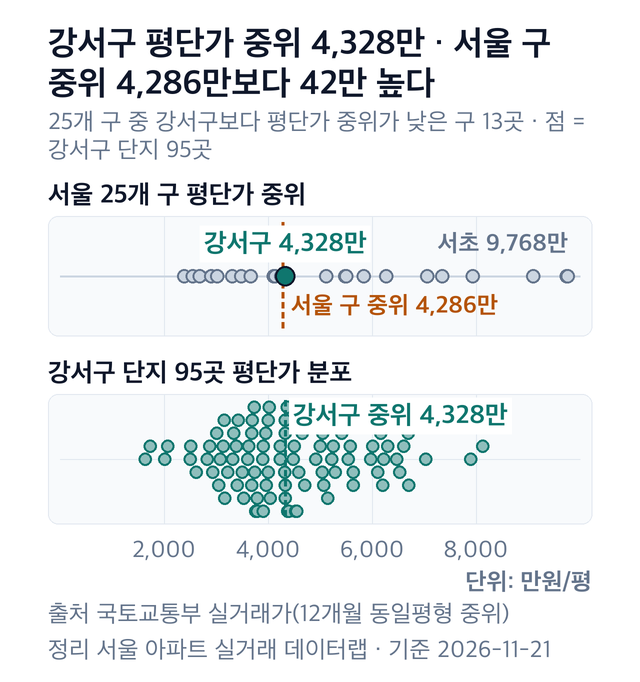 강서구 평단가 중위 4,328만 · 서울 구
중위 4,286만보다 42만 높다
25개 구 중 강서구보다 평단가 중위가 낮은 구 13곳 · 점 =
강서구 단지 95곳
서울 25개 구 평단가 중위
강서구 4,328만
서초 9,768만
서울 구 중위 4,286만
강서구 단지 95곳 평단가 분포
강서구 중위 4,328만
2,000 4,000 6,000 8,000
단위: 만원/평
출처 국토교통부 실거래가(12개월 동일평형 중위)
정리 서울 아파트 실거래 데이터랩 · 기준 2026-11-21